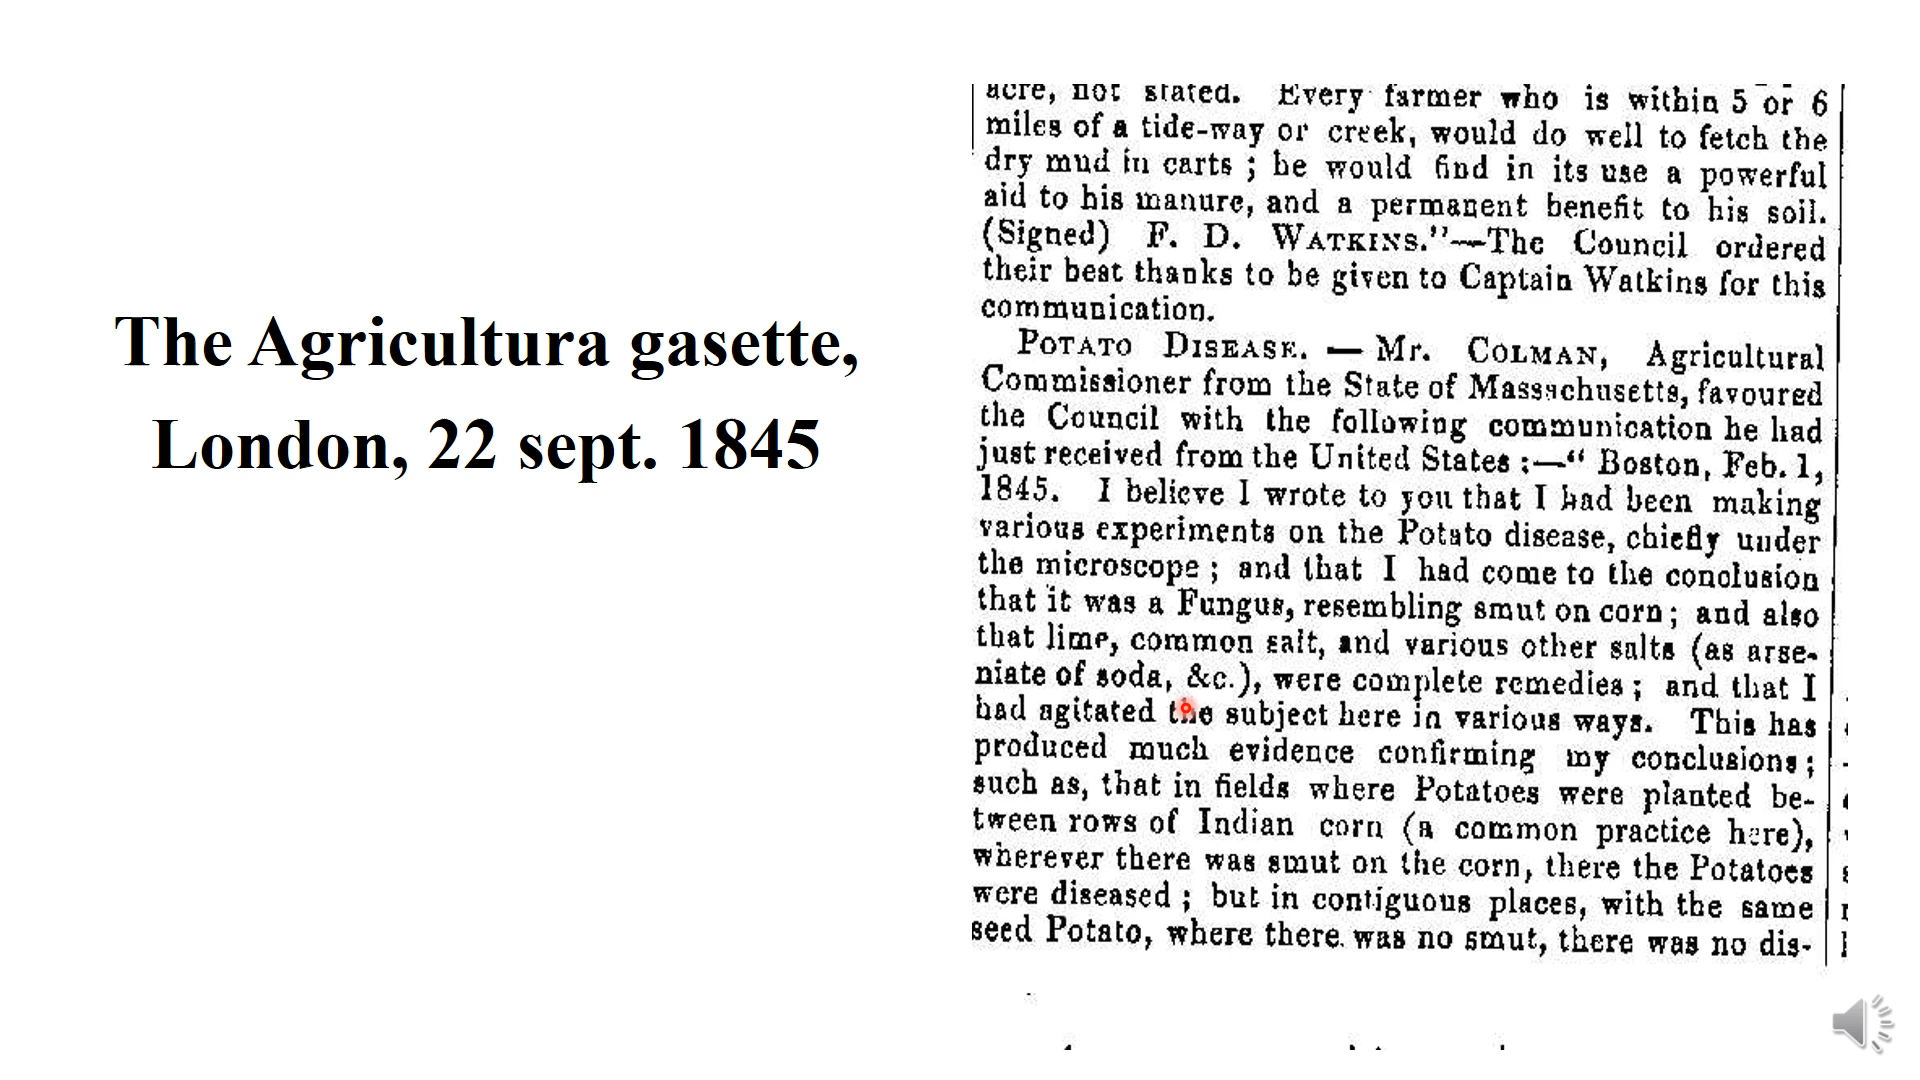 The Agricultura gasette,
London, 22 sept. 1845
acre, not stated. Every farmer who is within 5 or 6
miles of a tide-way or creek, would do well to fetch the
dry mud in carts ; he would find in its use a powerful
aid to his manure, and a permanent benefit to his soil.
(Signed) F. D. WATKINS."—The Council ordered
their best thanks to be given to Captain Watkins for this
communication.
POTATO DISEASE. — Mr. COLMAN, Agricultural
Commissioner from the State of Massachusetts, favoured
the Council with the following communication he had
just received from the United States :—" Boston, Feb. 1,
1845. I believe I wrote to you that I had been making
various experiments on the Potato disease, chiefly under
the microscope ; and that I had come to the conclusion
that it was a Fungus, resembling smut on corn ; and also
that lime, common salt, and various other salts (as arse-
niate of soda, &c.), were complete remedies ; and that I
had agitated the subject here in various ways. This has
produced much evidence confirming my conclusions ;
such as, that in fields where Potatoes were planted be-
tween rows of Indian corn (a common practice here),
wherever there was smut on the corn, there the Potatoes
were diseased ; but in contiguous places, with the same
seed Potato, where there was no smut, there was no dis-